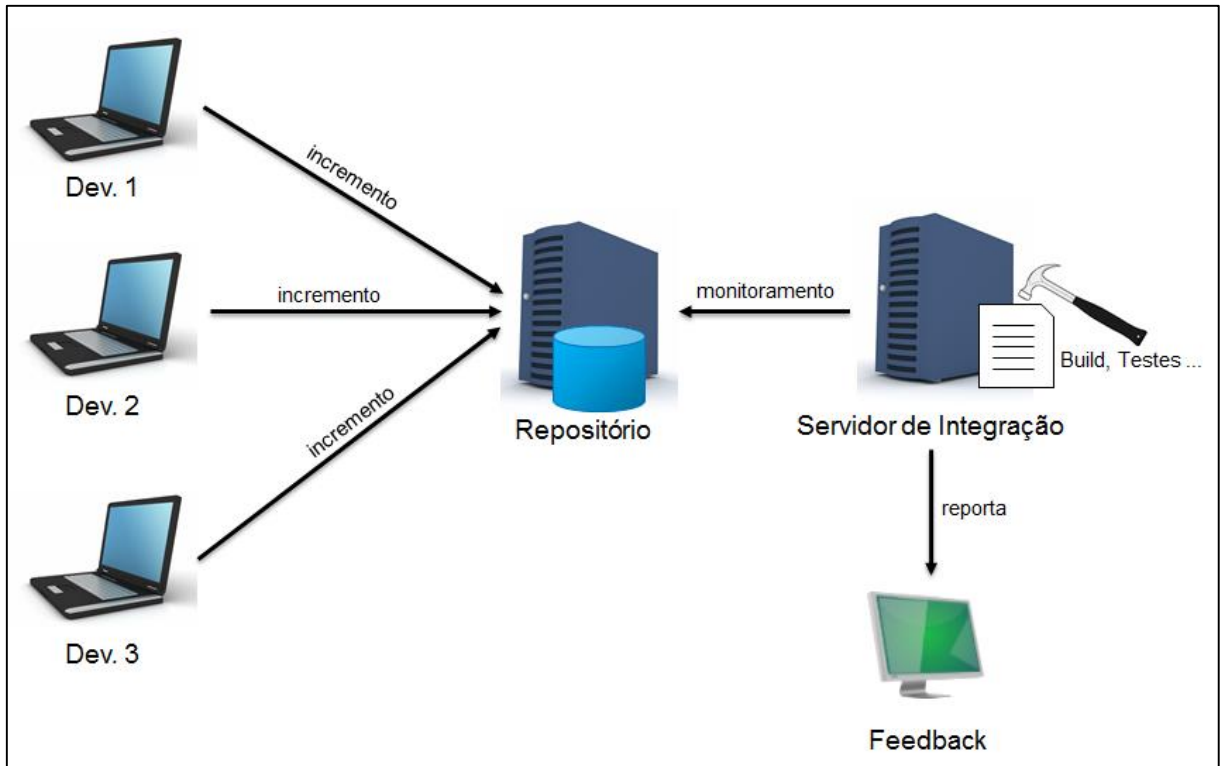 Dev. 1
incremento
Dev. 2
incremento
incremento
Dev. 3
Repositório
monitoramento
Build, Testes ...
Servidor de Integração
reporta
Feedback